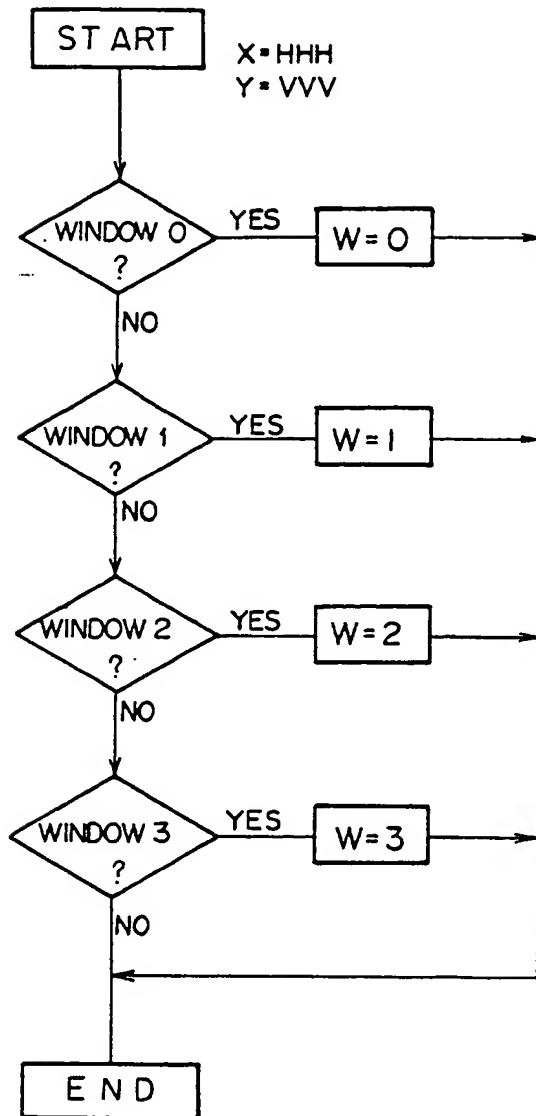 START
X=HHH
Y=VVV
WINDOW 0
?
YES
W=0
NO
WINDOW 1
?
YES
W=1
NO
WINDOW 2
?
YES
W=2
NO
WINDOW 3
?
YES
W=3
NO
END